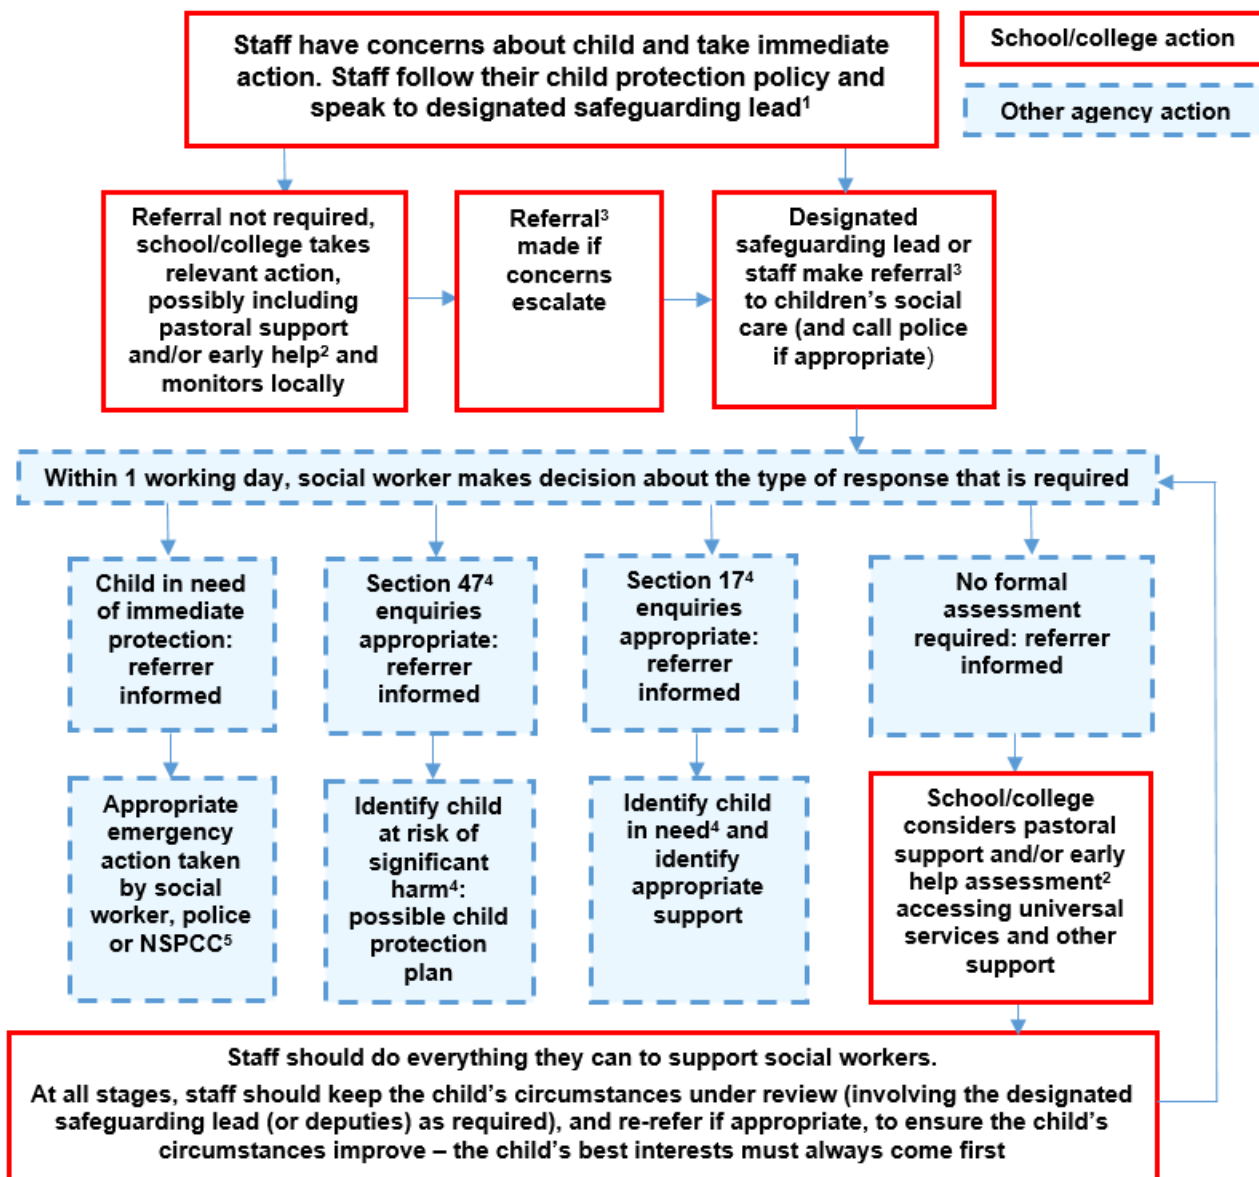 Staff have concerns about child and take immediate
action. Staff follow their child protection policy and
speak to designated safeguarding lead¹
School/college action
Other agency action
Referral not required,
school/college takes
relevant action,
possibly including
pastoral support
and/or early help² and
monitors locally
Referral³
made if
concerns
escalate
Designated
safeguarding lead or
staff make referral³
to children’s social
care (and call police
if appropriate)
Within 1 working day, social worker makes decision about the type of response that is required
Child in need
of immediate
protection:
referrer
informed
Section 47⁴
enquiries
appropriate:
referrer
informed
Section 17⁴
enquiries
appropriate:
referrer
informed
No formal
assessment
required: referrer
informed
Appropriate
emergency
action taken
by social
worker, police
or NSPCC⁵
Identify child
at risk of
significant
harm⁴:
possible child
protection
plan
Identify child
in need⁴ and
identify
appropriate
support
School/college
considers pastoral
support and/or early
help assessment²
accessing universal
services and other
support
Staff should do everything they can to support social workers.
At all stages, staff should keep the child’s circumstances under review (involving the designated
safeguarding lead (or deputies) as required), and re-refer if appropriate, to ensure the child’s
circumstances improve – the child’s best interests must always come first